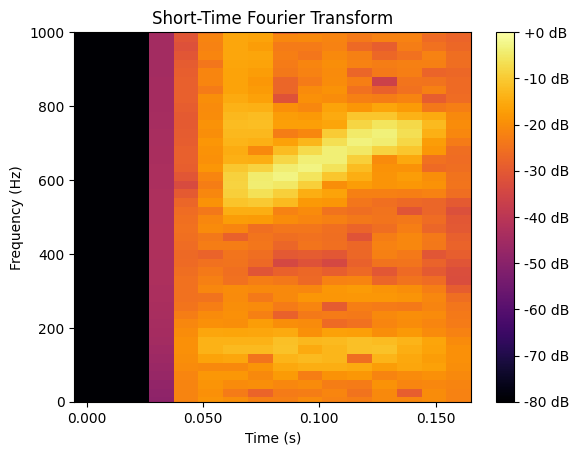 Short-Time Fourier Transform
1000
800
600
400
200
0
Frequency (Hz)
0.000
0.050
0.100
0.150
Time (s)
+0 dB
-10 dB
-20 dB
-30 dB
-40 dB
-50 dB
-60 dB
-70 dB
-80 dB